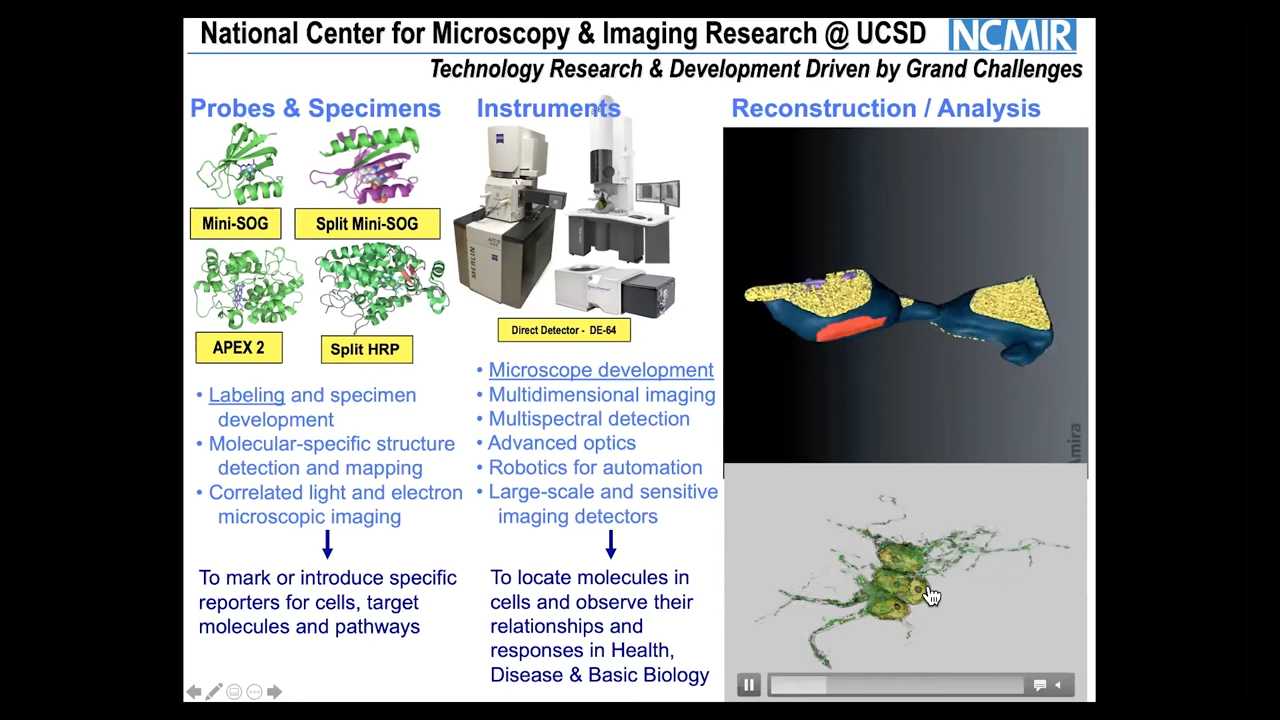 National Center for Microscopy & Imaging Research @ UCSD
NCMIR
Technology Research & Development Driven by Grand Challenges
Probes & Specimens
Mini-SOG
Split Mini-SOG
APEX 2
Split HRP
• Labeling and specimen
development
• Molecular-specific structure
detection and mapping
• Correlated light and electron
microscopic imaging
To mark or introduce specific
reporters for cells, target
molecules and pathways
Instruments
MERLIN
Direct Detector - DE-64
• Microscope development
• Multidimensional imaging
• Multispectral detection
• Advanced optics
• Robotics for automation
• Large-scale and sensitive
imaging detectors
To locate molecules in
cells and observe their
relationships and
responses in Health,
Disease & Basic Biology
Reconstruction / Analysis
Amira